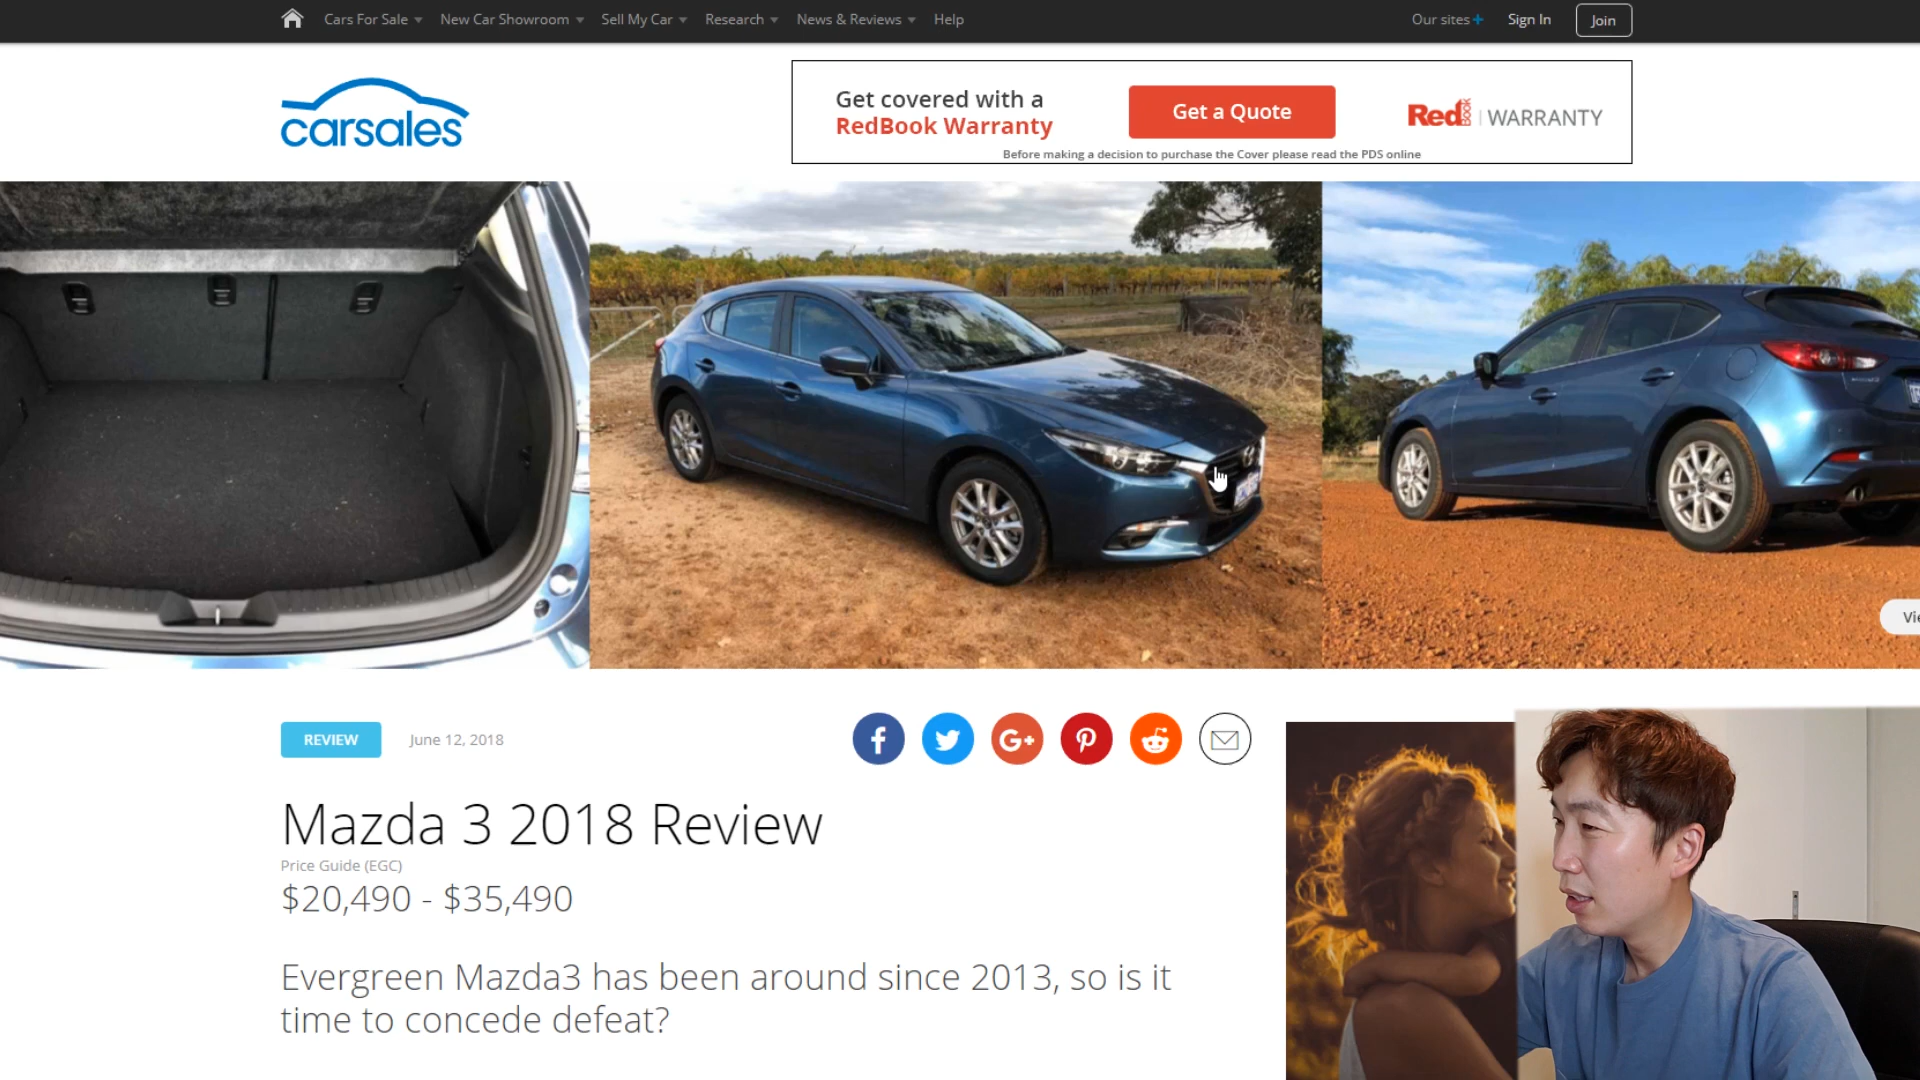 Cars For Sale
New Car Showroom
Sell My Car
Research
News & Reviews
Help
Our sites+
Sign In
Join
carsales
Get covered with a
RedBook Warranty
Get a Quote
RedBook | WARRANTY
Before making a decision to purchase the Cover please read the PDS online
REVIEW
June 12, 2018
Mazda 3 2018 Review
Price Guide (EGC)
$20,490 - $35,490
Evergreen Mazda3 has been around since 2013, so is it
time to concede defeat?